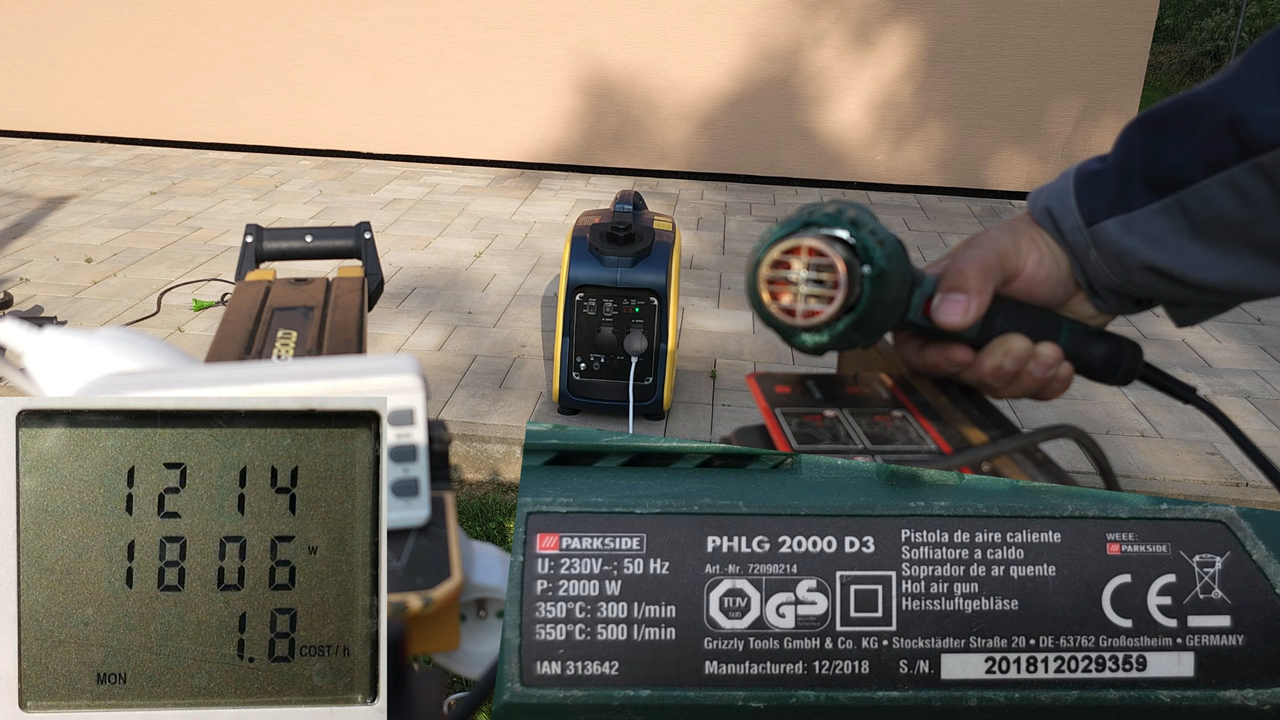 1214
1806 W
1.8 COST/h
MON
PARKSIDE
U: 230V~; 50 Hz
P: 2000 W
350°C: 300 l/min
550°C: 500 l/min
IAN 313642
PHLG 2000 D3
Art.-Nr. 72090214
TÜV
SÜD
GS
Pistola de aire caliente
Soffiatore a caldo
Soprador de ar quente
Hot air gun
Heissluftgebläse
WEEE:
PARKSIDE
CE
Grizzly Tools GmbH & Co. KG • Stockstädter Straße 20 • DE-63762 Großostheim • GERMANY
Manufactured: 12/2018
S./N. 201812029359